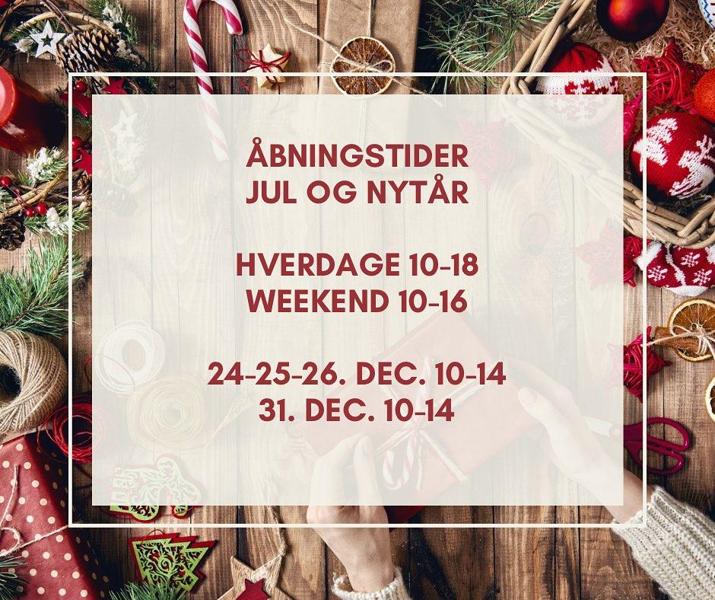 ÅBNINGSTIDER
JUL OG NYTÅR
HVERDAGE 10-18
WEEKEND 10-16
24-25-26. DEC. 10-14
31. DEC. 10-14